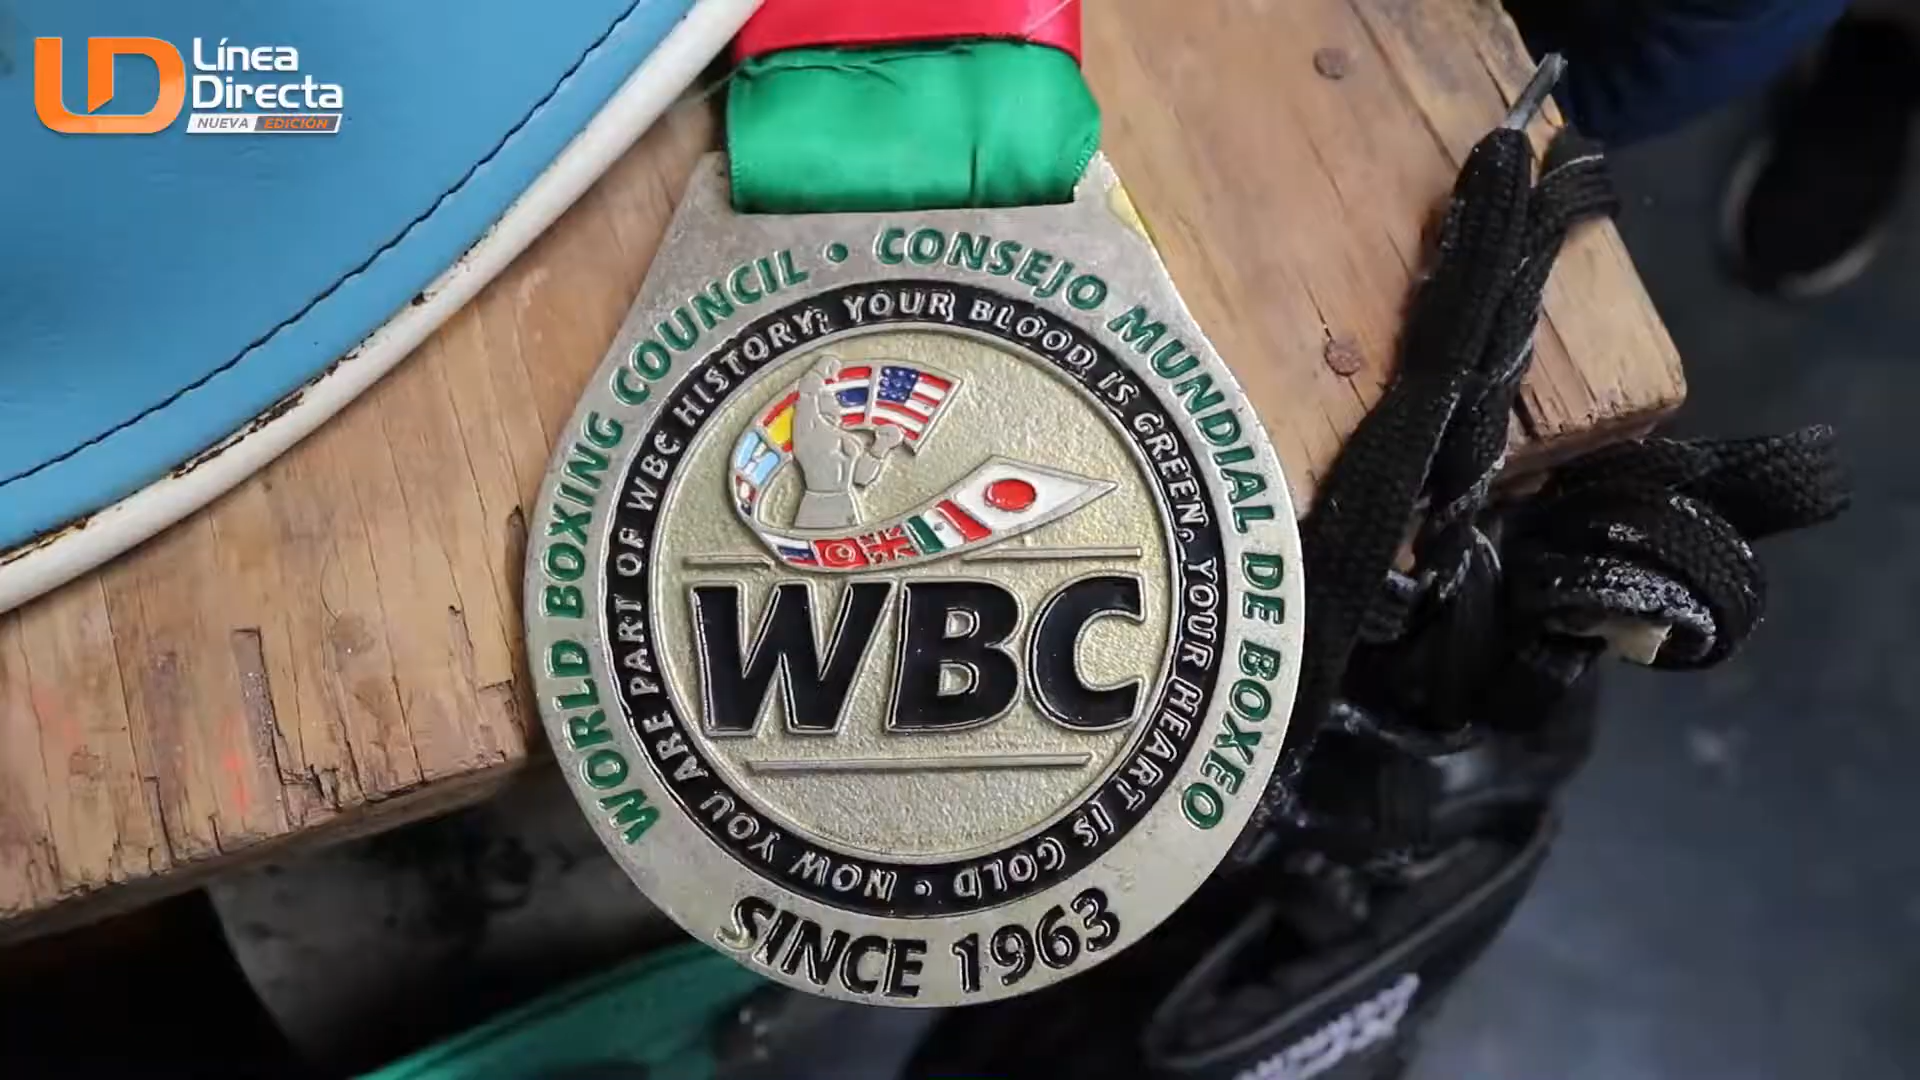 Línea
Directa
NUEVA EDICIÓN
WORLD BOXING COUNCIL • CONSEJO MUNDIAL DE BOXEO
NOW YOU ARE PART OF WBC HISTORY; YOUR BLOOD IS GREEN, YOUR HEART IS GOLD •
WBC
SINCE 1963